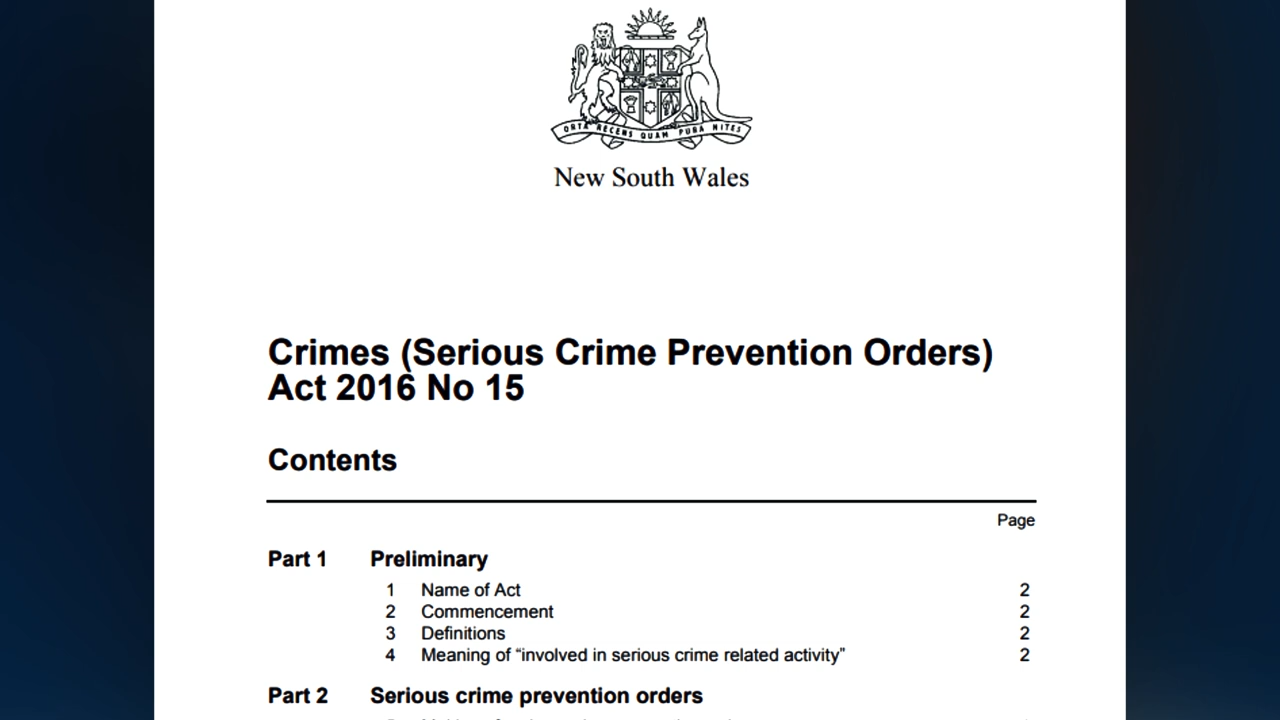 ORTA RECENS QUAM PURA NITES
New South Wales
Crimes (Serious Crime Prevention Orders)
Act 2016 No 15
Contents
Page
Part 1 Preliminary
1 Name of Act 2
2 Commencement 2
3 Definitions 2
4 Meaning of “involved in serious crime related activity” 2
Part 2 Serious crime prevention orders